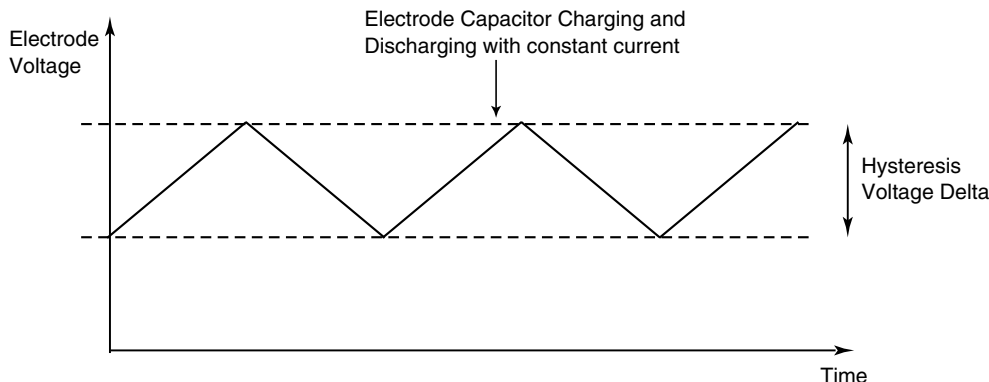 Electrode Capacitor Charging and
Discharging with constant current
Electrode
Voltage
Hysteresis
Voltage Delta
Time